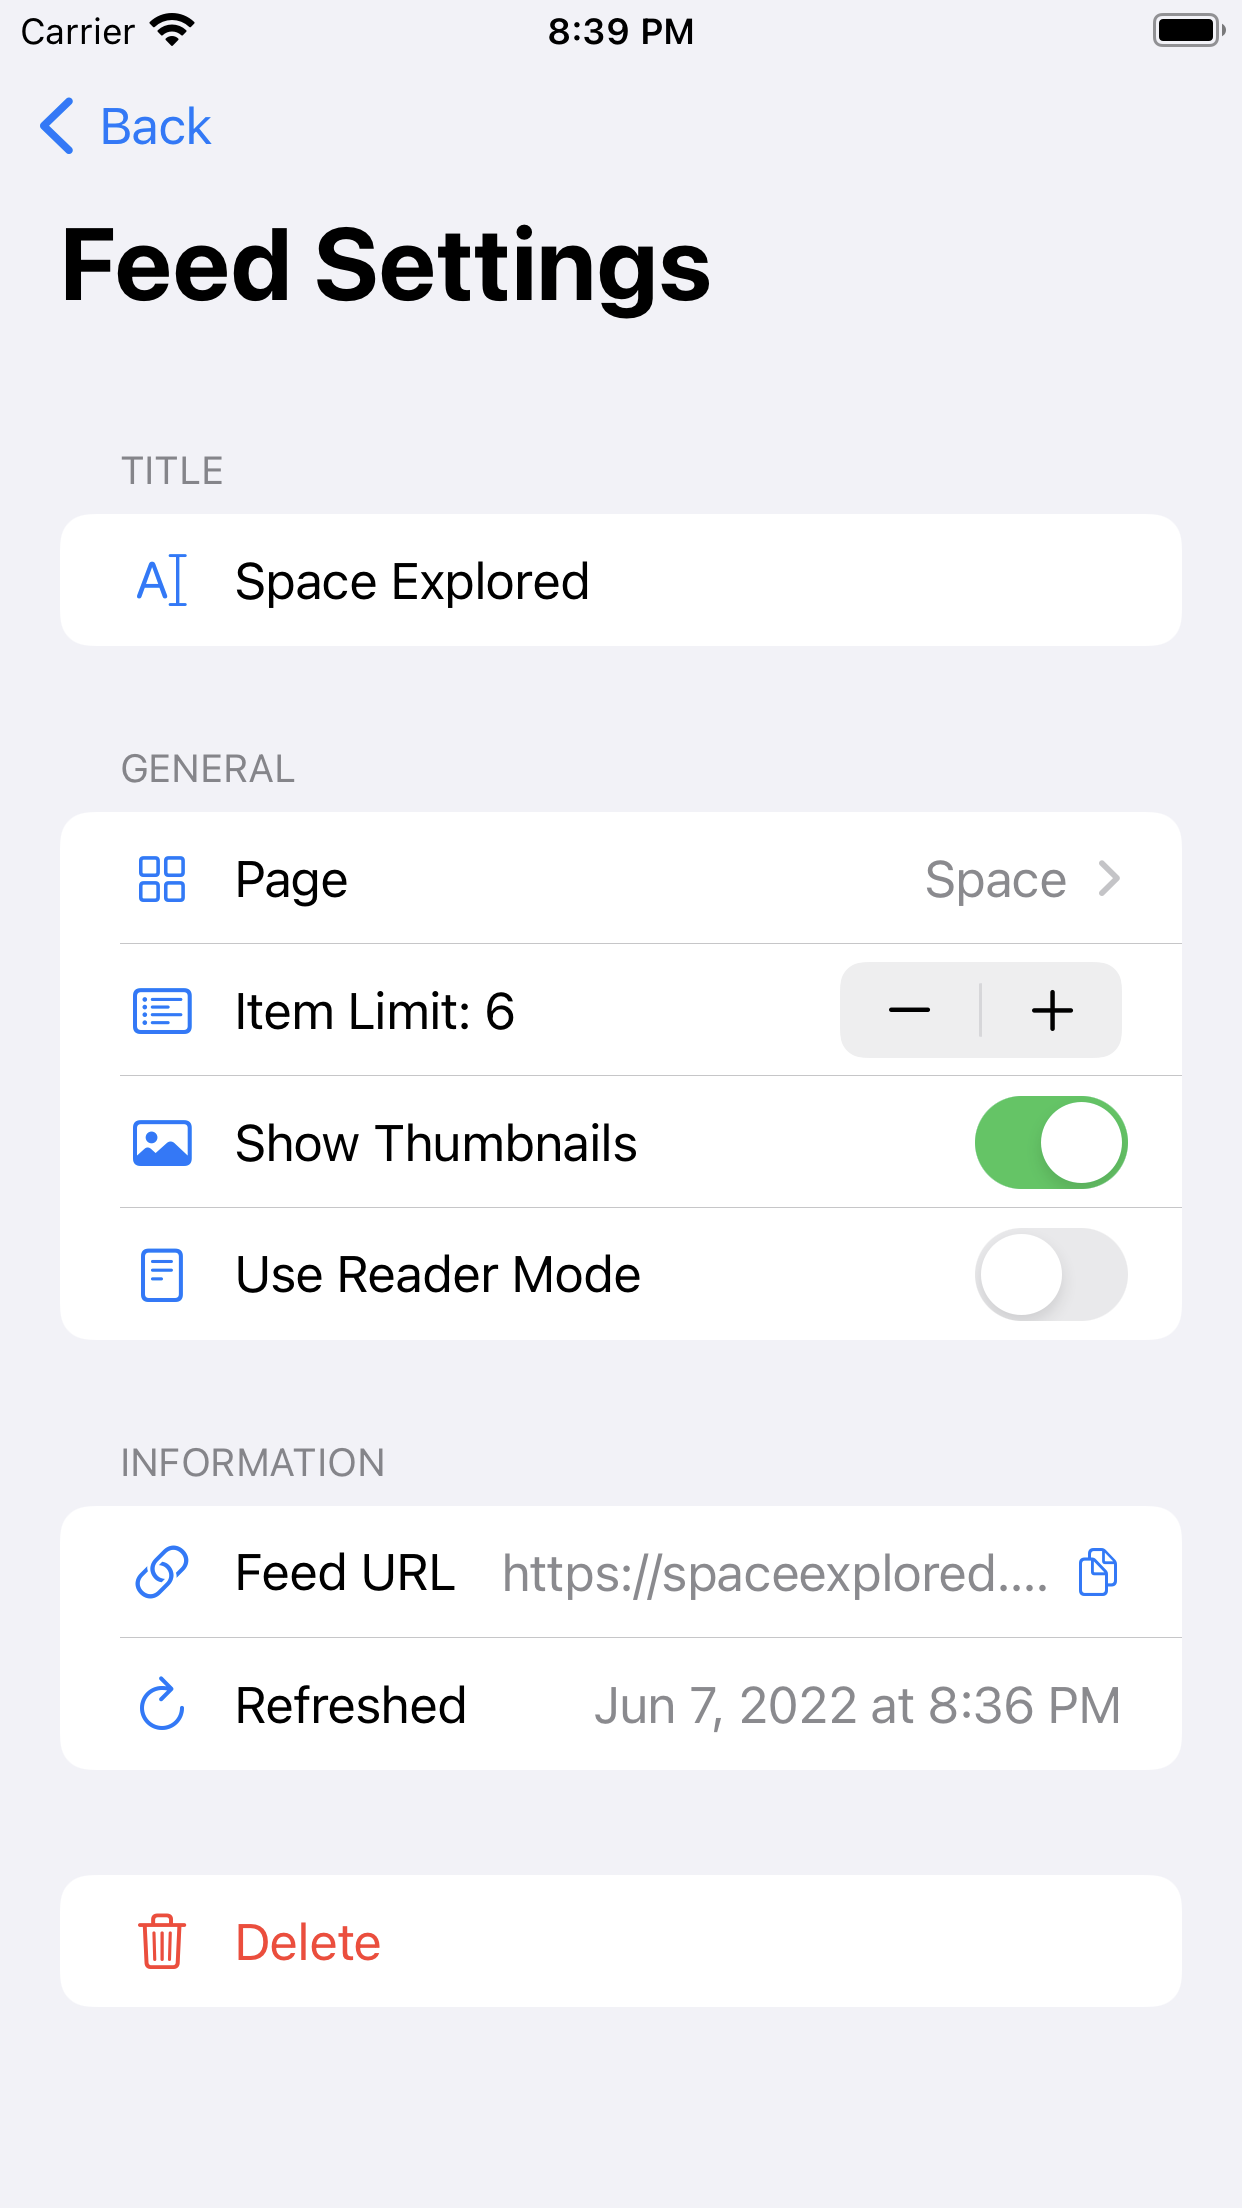 Carrier 8:39 PM
Back
Feed Settings
TITLE
Space Explored
GENERAL
Page Space
Item Limit: 6
Show Thumbnails
Use Reader Mode
INFORMATION
Feed URL https://spaceexplored....
Refreshed Jun 7, 2022 at 8:36 PM
Delete